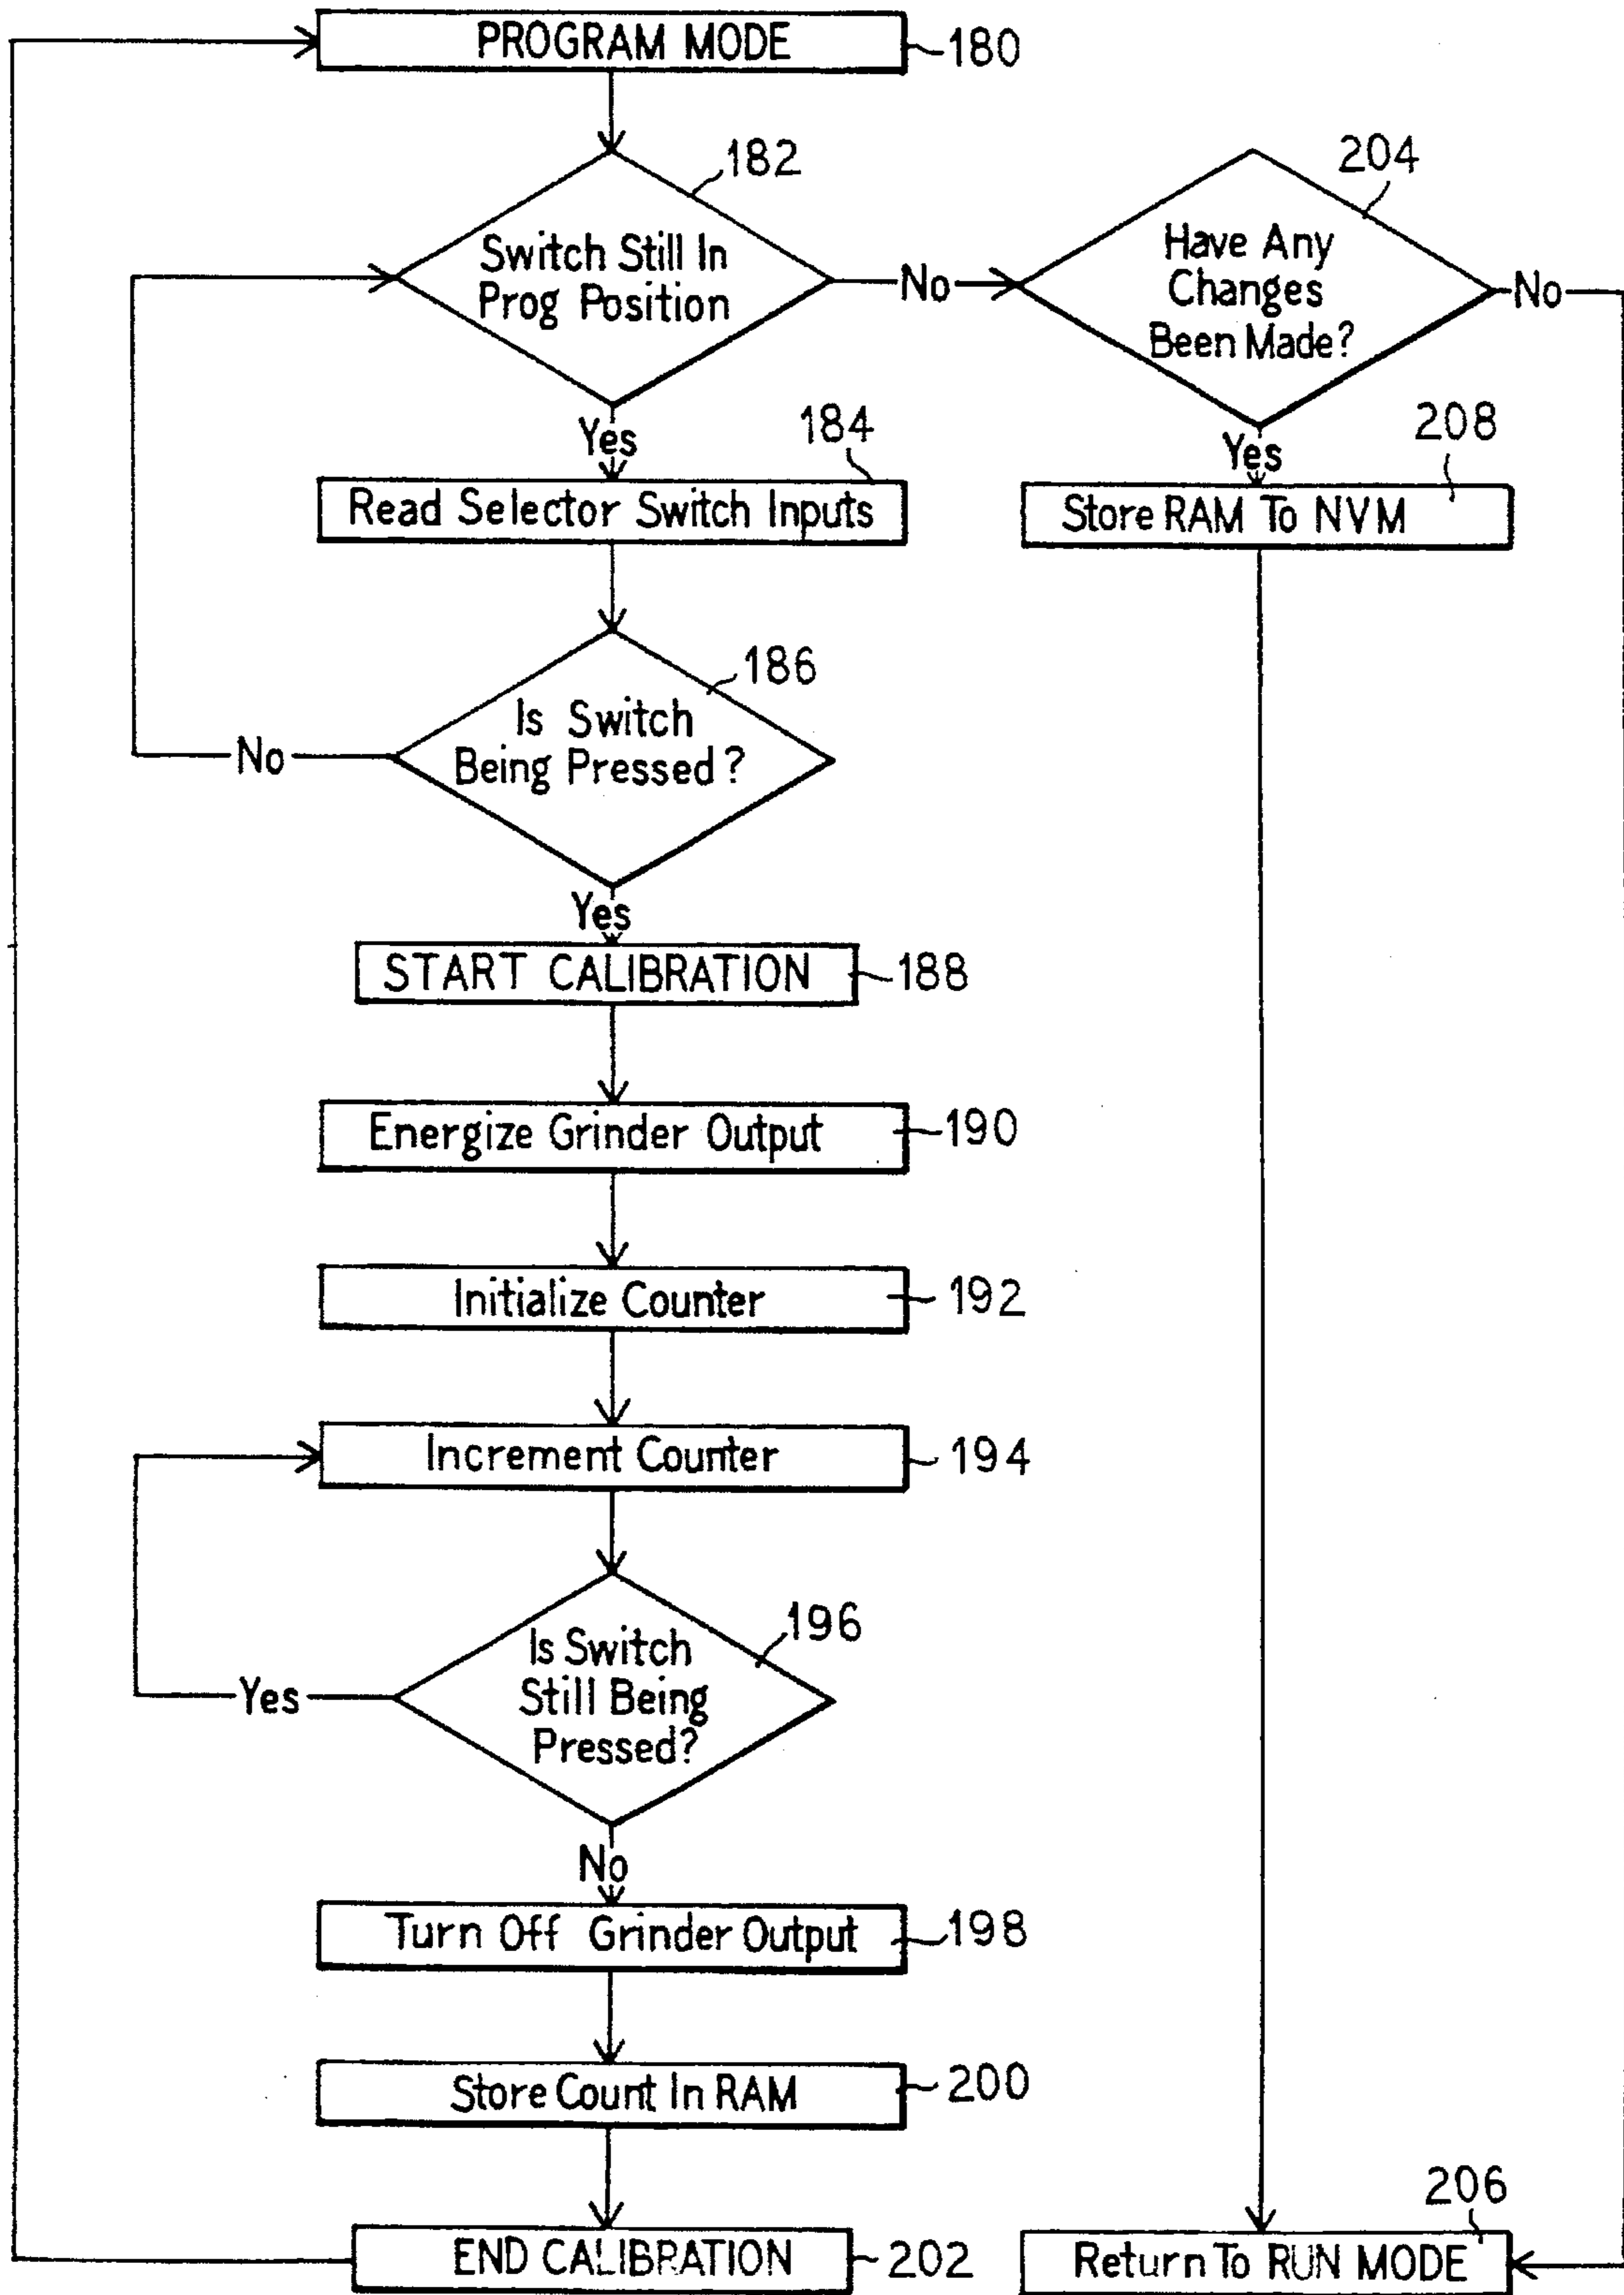 PROGRAM MODE
180
182
Switch Still In
Prog Position
No
Yes
184
Read Selector Switch Inputs
186
Is Switch
Being Pressed?
No
Yes
START CALIBRATION
188
Energize Grinder Output
190
Initialize Counter
192
Increment Counter
194
196
Is Switch
Still Being
Pressed?
Yes
No
Turn Off Grinder Output
198
Store Count In RAM
200
END CALIBRATION
202
204
Have Any
Changes
Been Made?
No
Yes
208
Store RAM To NVM
206
Return To RUN MODE